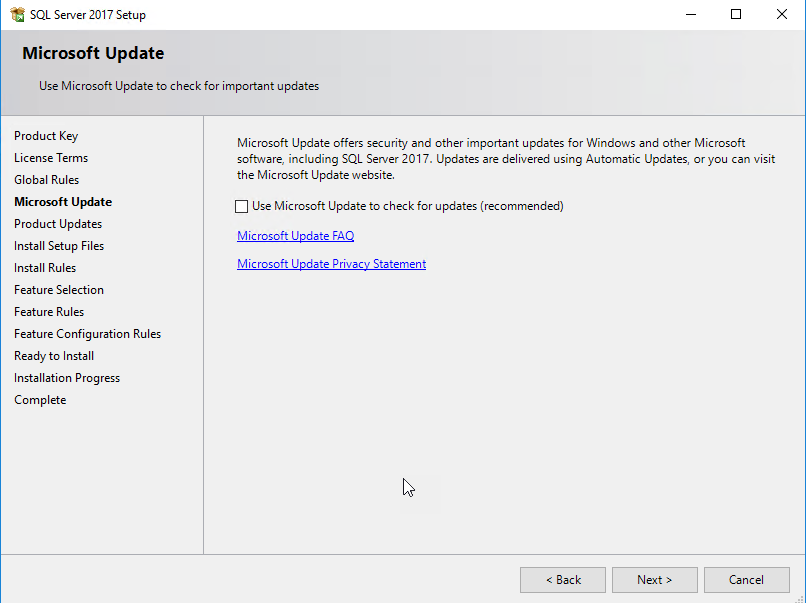 SQL Server 2017 Setup
Microsoft Update
Use Microsoft Update to check for important updates
Product Key
License Terms
Global Rules
Microsoft Update
Product Updates
Install Setup Files
Install Rules
Feature Selection
Feature Rules
Feature Configuration Rules
Ready to Install
Installation Progress
Complete
Microsoft Update offers security and other important updates for Windows and other Microsoft
software, including SQL Server 2017. Updates are delivered using Automatic Updates, or you can visit
the Microsoft Update website.
Use Microsoft Update to check for updates (recommended)
Microsoft Update FAQ
Microsoft Update Privacy Statement
< Back
Next >
Cancel